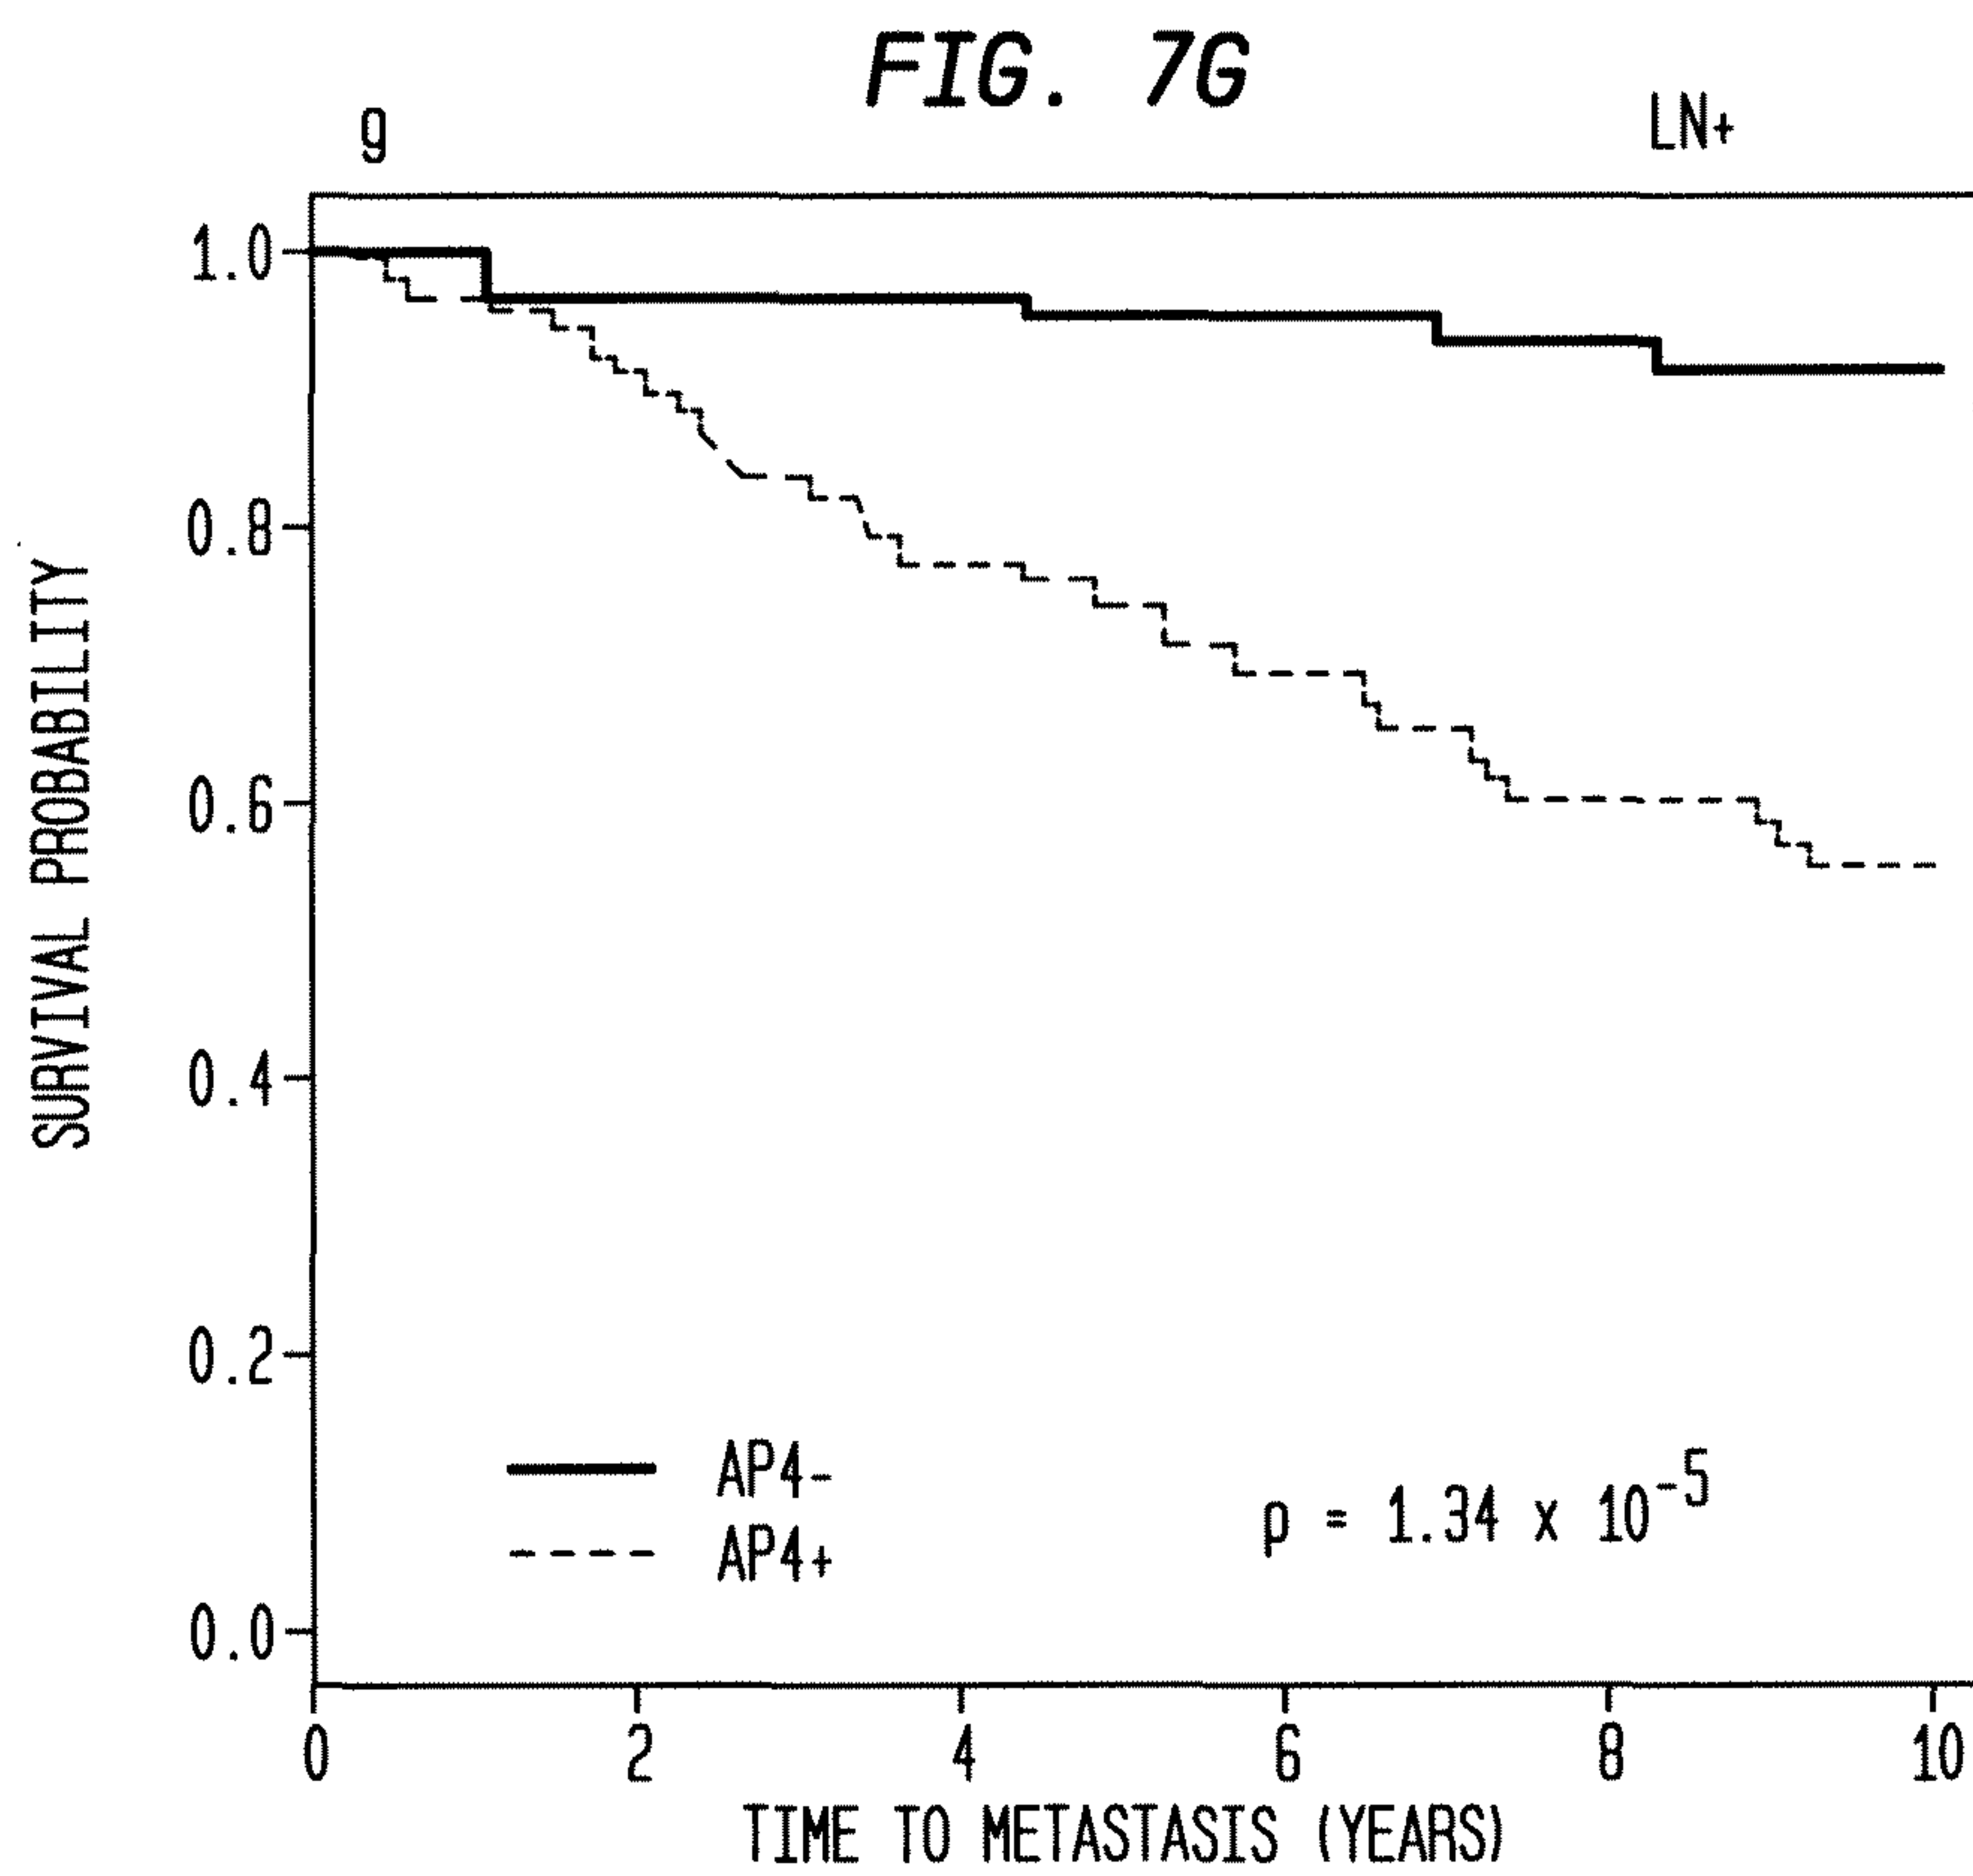 FIG. 7G
g
LN+
1.0
0.8
0.6
0.4
0.2
0.0
SURVIVAL PROBABILITY
AP4-
AP4+
p = 1.34 x 10^-5
0 2 4 6 8 10
TIME TO METASTASIS (YEARS)